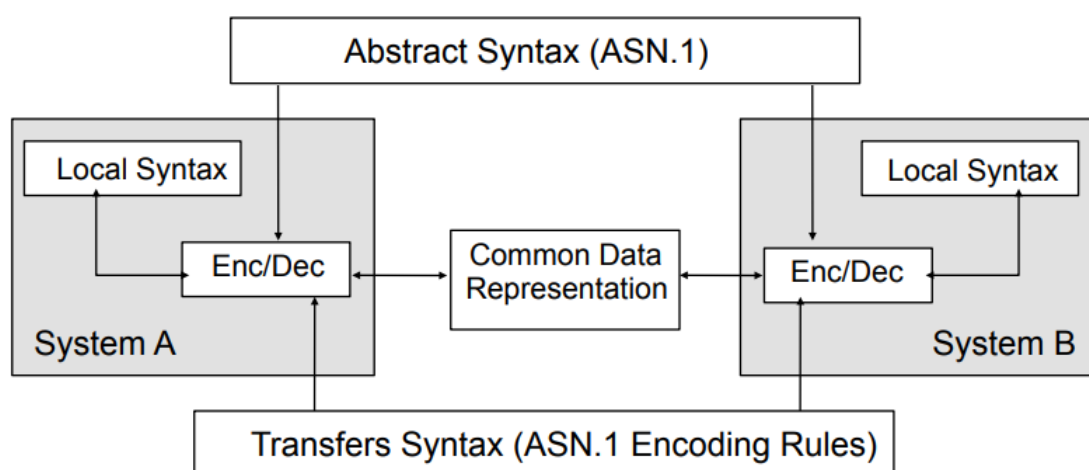 Abstract Syntax (ASN.1)
Local Syntax
Local Syntax
Enc/Dec
Common Data
Representation
Enc/Dec
System A
System B
Transfers Syntax (ASN.1 Encoding Rules)